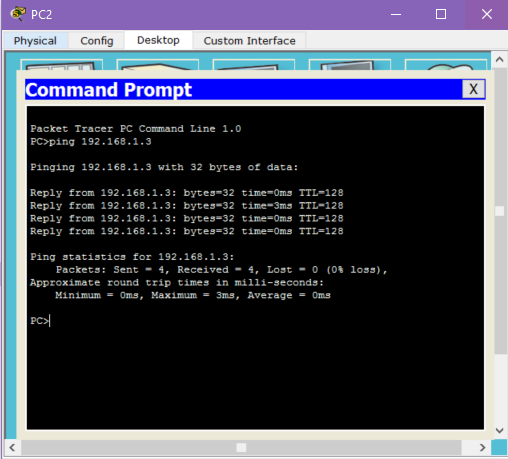 PC2
Physical Config Desktop Custom Interface
Command Prompt X
Packet Tracer PC Command Line 1.0
PC>ping 192.168.1.3
Pinging 192.168.1.3 with 32 bytes of data:
Reply from 192.168.1.3: bytes=32 time=0ms TTL=128
Reply from 192.168.1.3: bytes=32 time=3ms TTL=128
Reply from 192.168.1.3: bytes=32 time=0ms TTL=128
Reply from 192.168.1.3: bytes=32 time=0ms TTL=128
Ping statistics for 192.168.1.3:
Packets: Sent = 4, Received = 4, Lost = 0 (0% loss),
Approximate round trip times in milli-seconds:
Minimum = 0ms, Maximum = 3ms, Average = 0ms
PC>